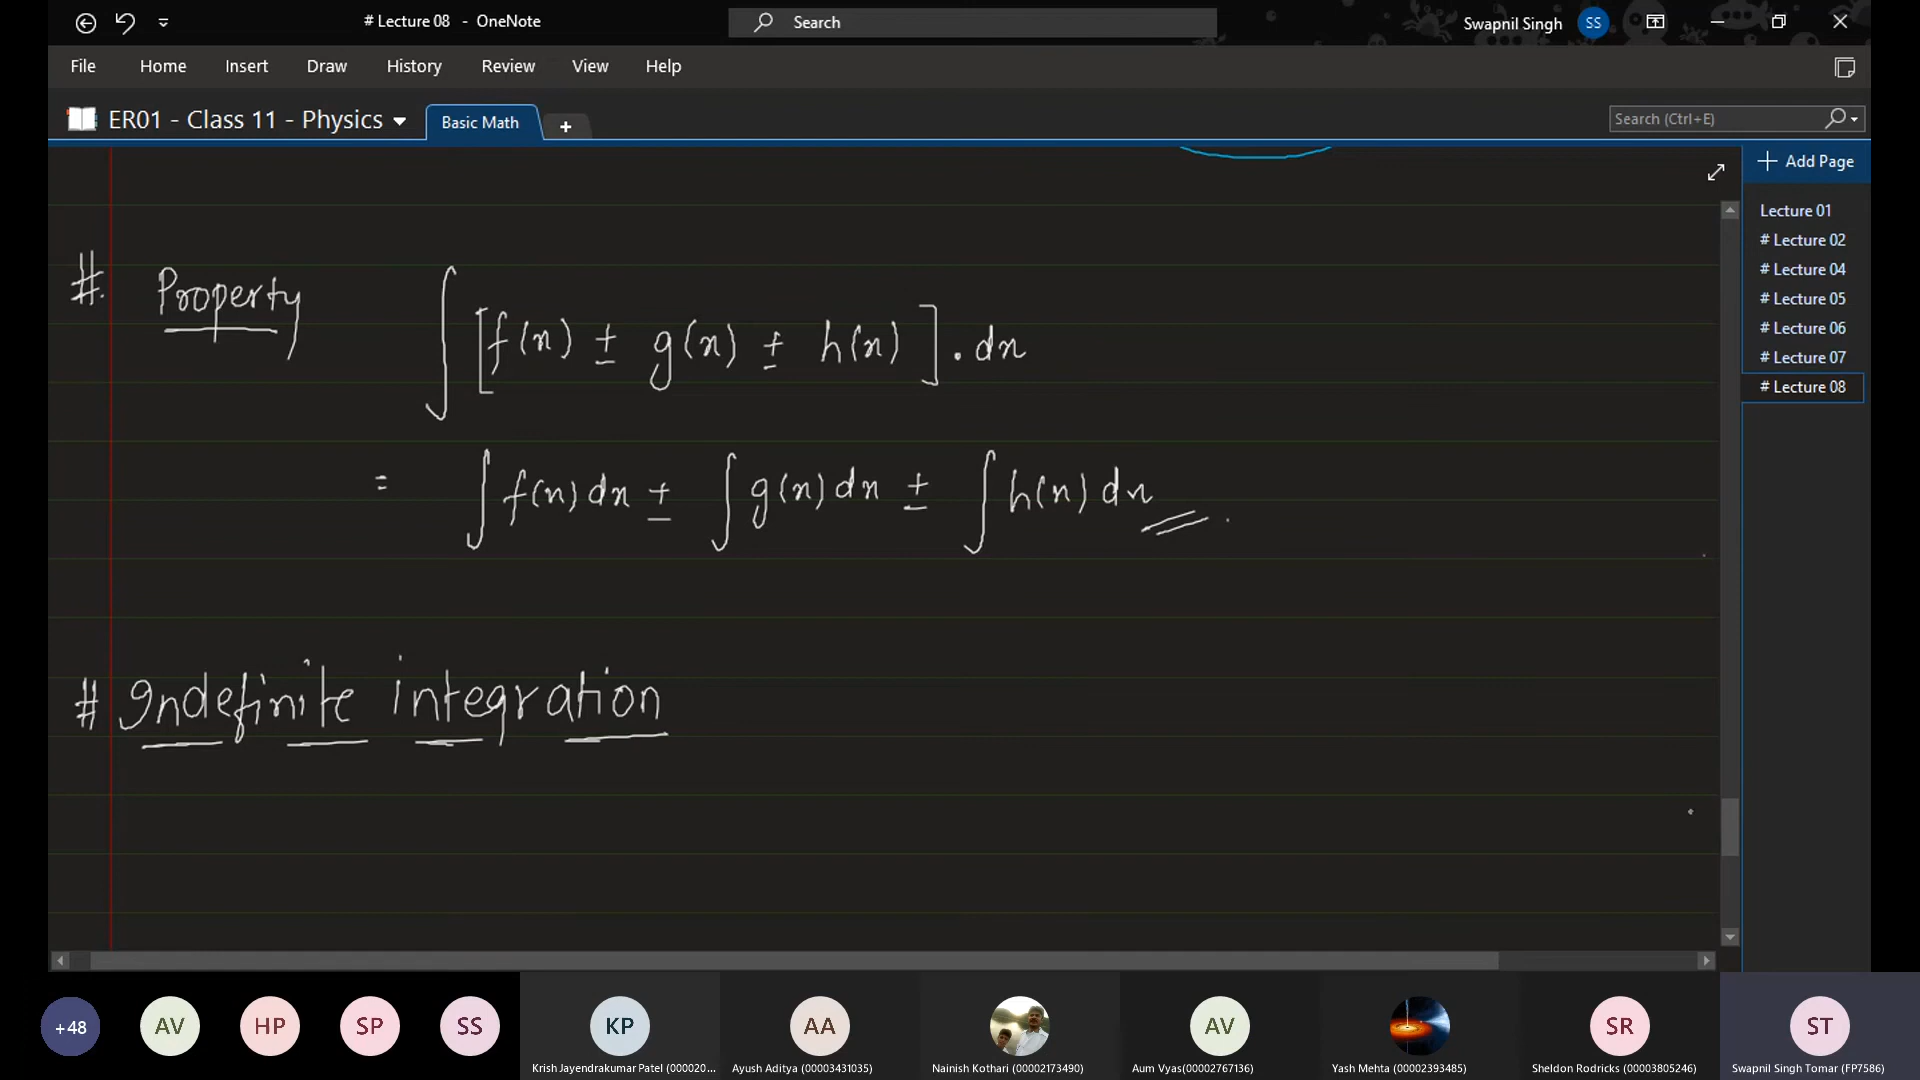 # Lecture 08 - OneNote
Search
Swapnil Singh SS
File Home Insert Draw History Review View Help
ER01 - Class 11 - Physics
Basic Math
+
Search (Ctrl+E)
Add Page
Lecture 01
# Lecture 02
# Lecture 04
# Lecture 05
# Lecture 06
# Lecture 07
# Lecture 08
#. Property ∫ [f(x) ± g(x) ± h(x)] . dx
= ∫ f(x) dx ± ∫ g(x) dx ± ∫ h(x) dx
# Indefinite integration
+48 AV HP SP SS KP AA AV SR ST
Krish Jayendrakumar Patel (000020... Ayush Aditya (00003431035) Nainish Kothari (00002173490) Aum Vyas(00002767136) Yash Mehta (00002393485) Sheldon Rodricks (00003805246) Swapnil Singh Tomar (FP7586)